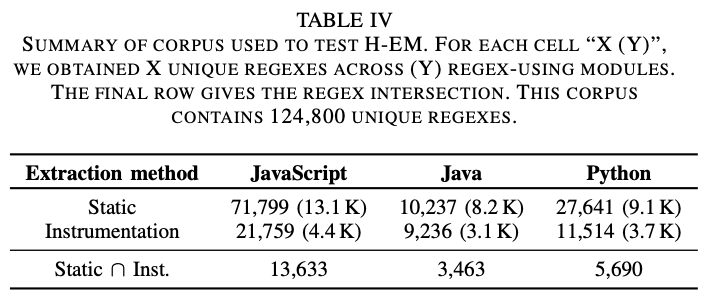 TABLE IV
SUMMARY OF CORPUS USED TO TEST H-EM. FOR EACH CELL “X (Y)”,
WE OBTAINED X UNIQUE REGEXES ACROSS (Y) REGEX-USING MODULES.
THE FINAL ROW GIVES THE REGEX INTERSECTION. THIS CORPUS
CONTAINS 124,800 UNIQUE REGEXES.
Extraction method JavaScript Java Python
Static 71,799 (13.1 K) 10,237 (8.2 K) 27,641 (9.1 K)
Instrumentation 21,759 (4.4 K) 9,236 (3.1 K) 11,514 (3.7 K)
Static ∩ Inst. 13,633 3,463 5,690